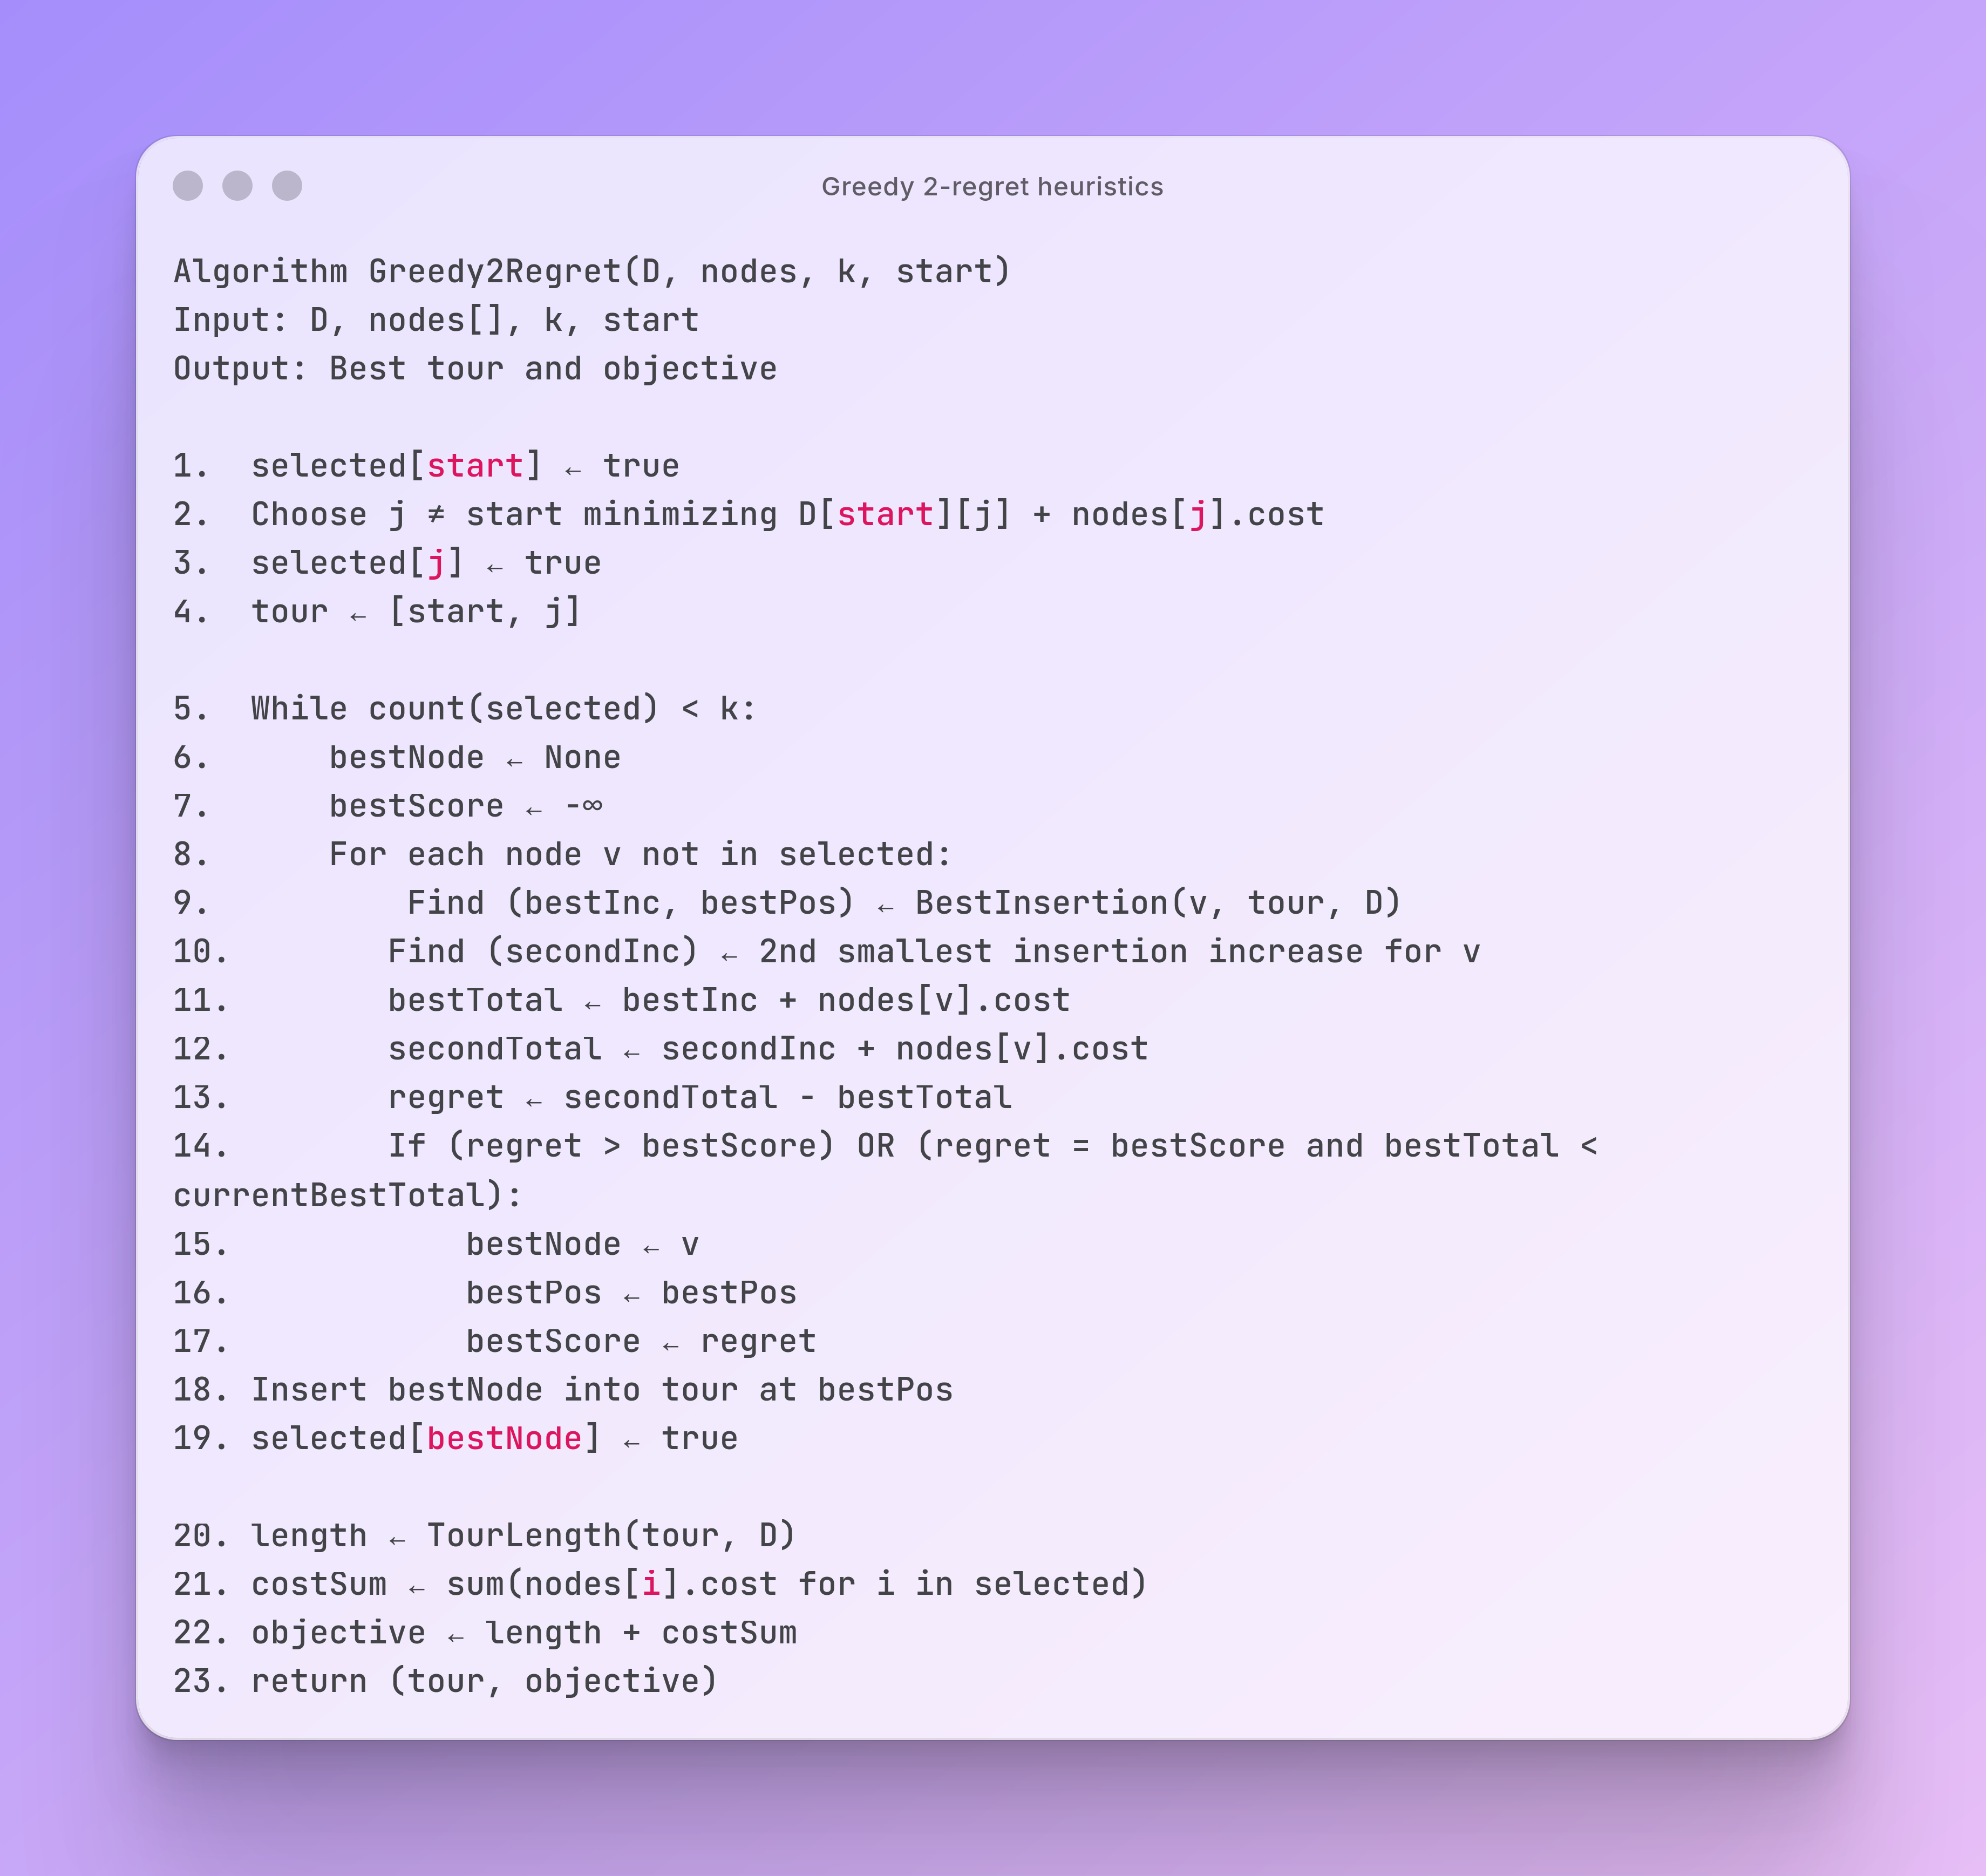 Greedy 2-regret heuristics
Algorithm Greedy2Regret(D, nodes, k, start)
Input: D, nodes[], k, start
Output: Best tour and objective
1.  selected[start] ← true
2.  Choose j ≠ start minimizing D[start][j] + nodes[j].cost
3.  selected[j] ← true
4.  tour ← [start, j]
5.  While count(selected) < k:
6.      bestNode ← None
7.      bestScore ← -∞
8.      For each node v not in selected:
9.          Find (bestInc, bestPos) ← BestInsertion(v, tour, D)
10.        Find (secondInc) ← 2nd smallest insertion increase for v
11.        bestTotal ← bestInc + nodes[v].cost
12.        secondTotal ← secondInc + nodes[v].cost
13.        regret ← secondTotal - bestTotal
14.        If (regret > bestScore) OR (regret = bestScore and bestTotal <
currentBestTotal):
15.            bestNode ← v
16.            bestPos ← bestPos
17.            bestScore ← regret
18. Insert bestNode into tour at bestPos
19. selected[bestNode] ← true
20. length ← TourLength(tour, D)
21. costSum ← sum(nodes[i].cost for i in selected)
22. objective ← length + costSum
23. return (tour, objective)